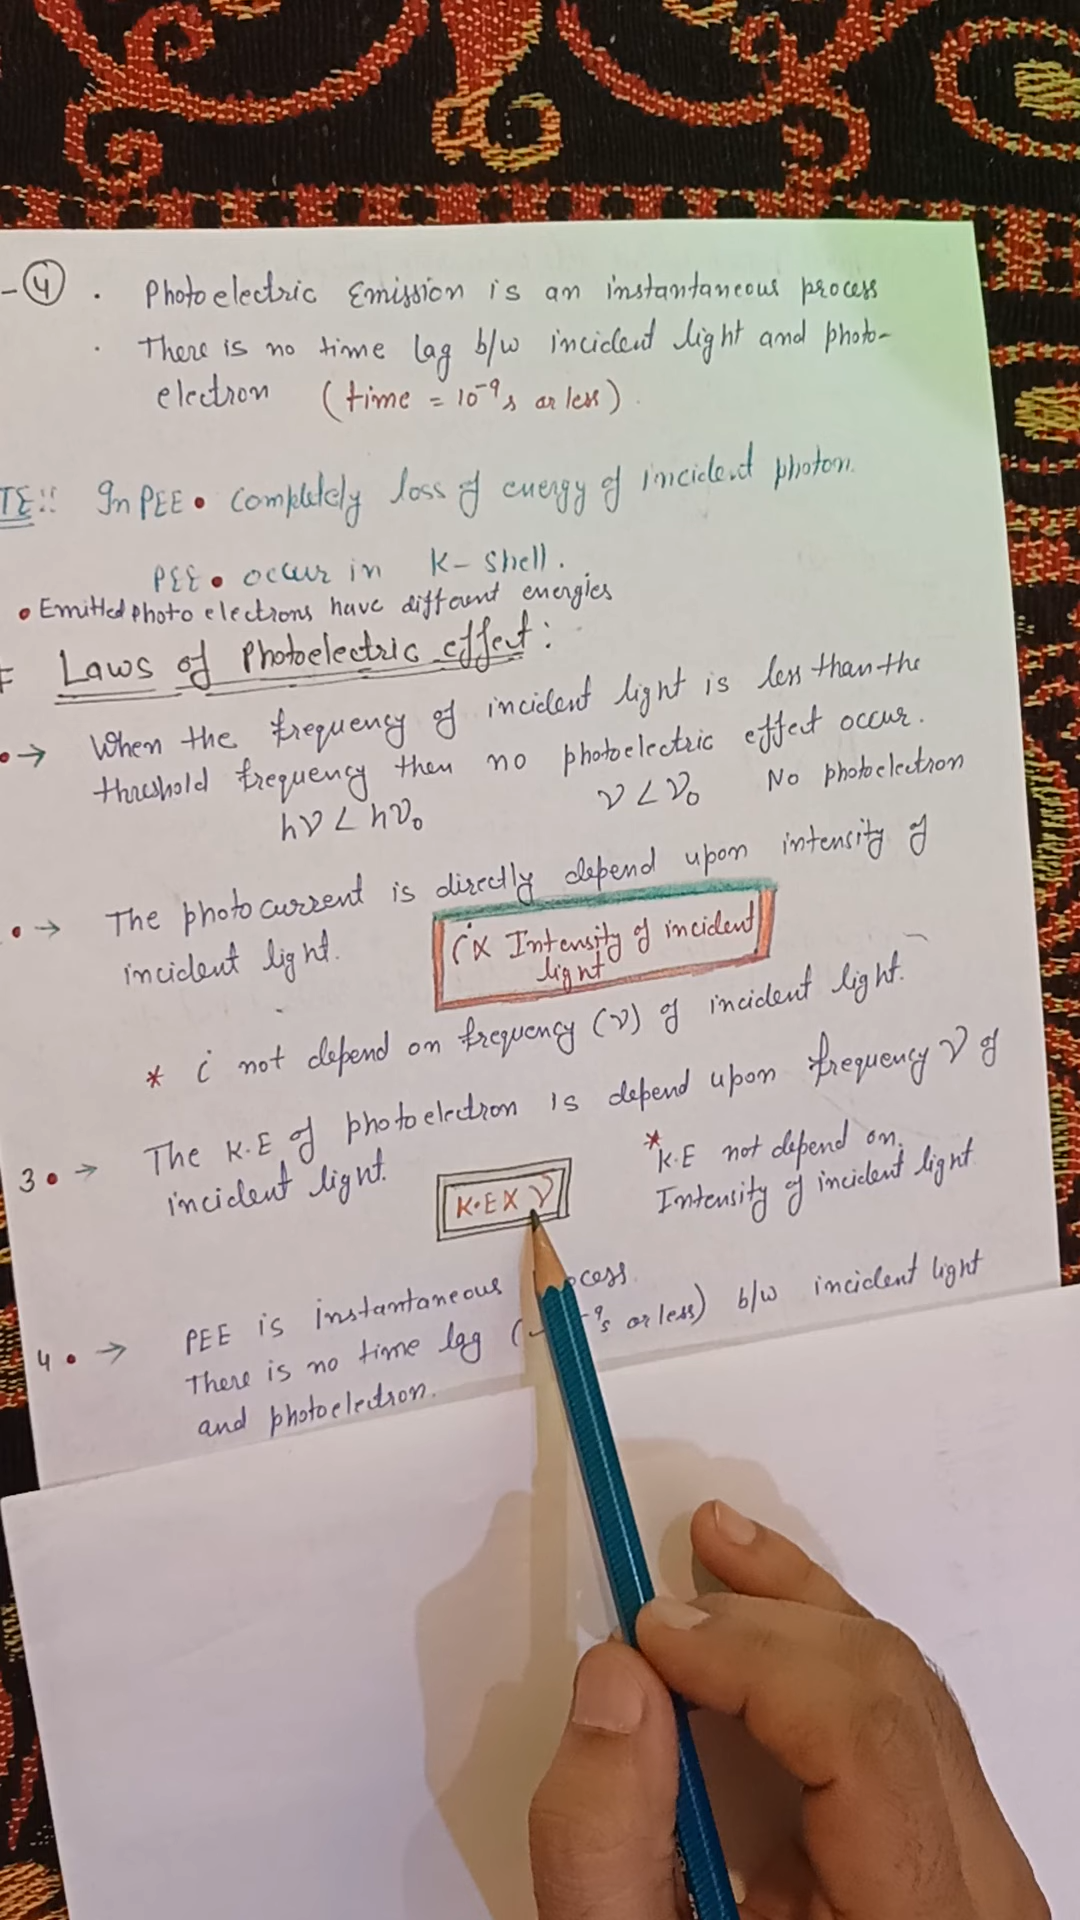 -④ . Photoelectric Emission is an instantaneous process
. There is no time lag b/w incident light and photo-
electron (time = 10⁻⁹s or less).
TE!! In PEE • Completely loss of energy of incident photon.
PEE • occur in K-shell.
• Emitted photo electrons have different energies
Laws of Photoelectric effect:
• → When the frequency of incident light is less than the
threshold frequency then no photoelectric effect occur.
hν < hν₀ ν < ν₀ No photoelectron
• → The photocurrent is directly depend upon intensity of
incident light. i ∝ Intensity of incident
light
* i not depend on frequency (ν) of incident light.
3 • → The K.E of photoelectron is depend upon frequency ν of
incident light. K.E ∝ ν * K.E not depend on.
Intensity of incident light
4 • → PEE is instantaneous
There is no time lag ( ⁻⁹s or less) b/w incident light
and photoelectron.